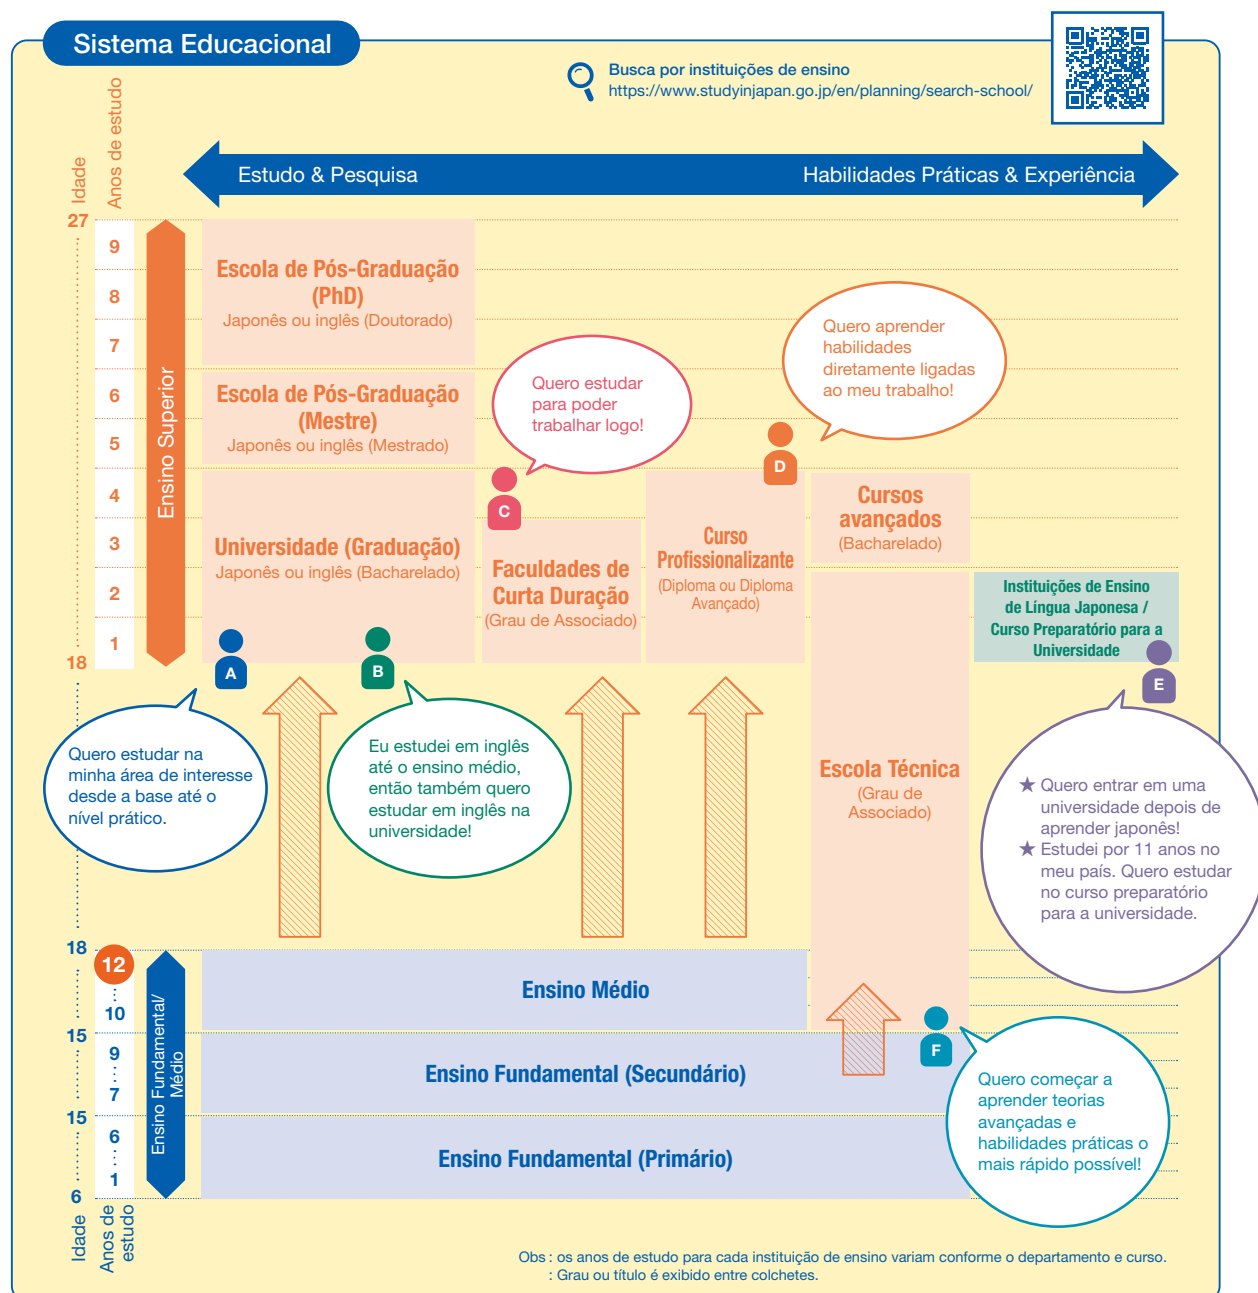 Sistema Educacional
Busca por instituições de ensino
https://www.studyinjapan.go.jp/en/planning/search-school/
Idade
Anos de estudo
Estudo & Pesquisa
Habilidades Práticas & Experiência
27
9
8
7
6
5
4
3
2
1
18
Ensino Superior
Escola de Pós-Graduação
(PhD)
Japonês ou inglês (Doutorado)
Escola de Pós-Graduação
(Mestre)
Japonês ou inglês (Mestrado)
Universidade (Graduação)
Japonês ou inglês (Bacharelado)
Quero estudar
para poder
trabalhar logo!
C
Faculdades de
Curta Duração
(Grau de Associado)
Quero aprender
habilidades
diretamente ligadas
ao meu trabalho!
D
Curso
Profissionalizante
(Diploma ou Diploma
Avançado)
Cursos
avançados
(Bacharelado)
Instituições de Ensino
de Língua Japonesa /
Curso Preparatório para a
Universidade
A
Quero estudar na
minha área de interesse
desde a base até o
nível prático.
B
Eu estudei em inglês
até o ensino médio,
então também quero
estudar em inglês na
universidade!
Escola Técnica
(Grau de
Associado)
E
★ Quero entrar em uma
universidade depois de
aprender japonês!
★ Estudei por 11 anos no
meu país. Quero estudar
no curso preparatório
para a universidade.
18
12
10
15
9
7
15
6
1
6
Idade
Anos de
estudo
Ensino Fundamental/
Médio
Ensino Médio
Ensino Fundamental (Secundário)
Ensino Fundamental (Primário)
F
Quero começar a
aprender teorias
avançadas e
habilidades práticas o
mais rápido possível!
Obs : os anos de estudo para cada instituição de ensino variam conforme o departamento e curso.
: Grau ou título é exibido entre colchetes.